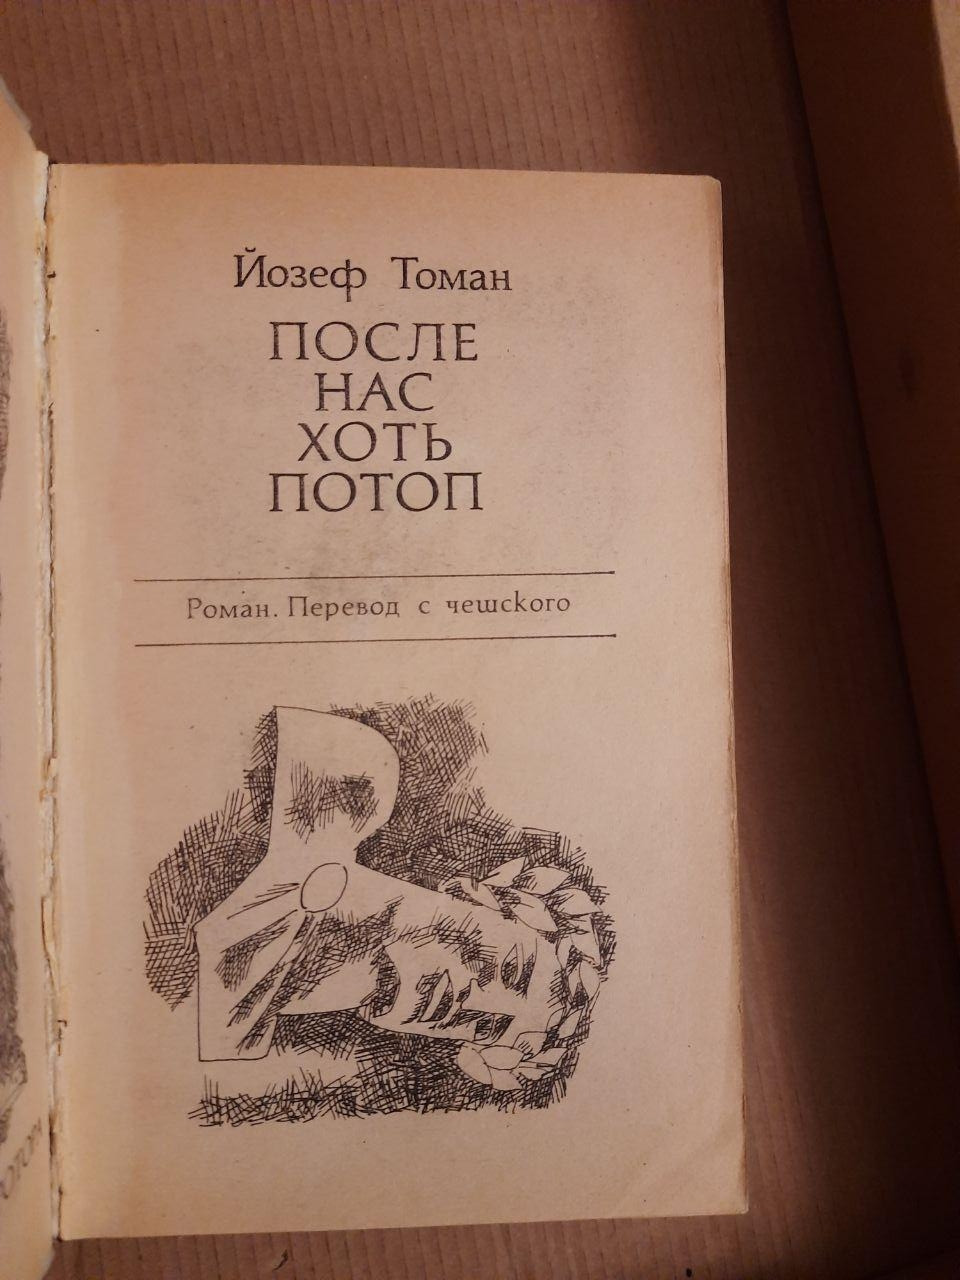 Йозеф Томан
ПОСЛЕ
НАС
ХОТЬ
ПОТОП
Роман. Перевод с чешского